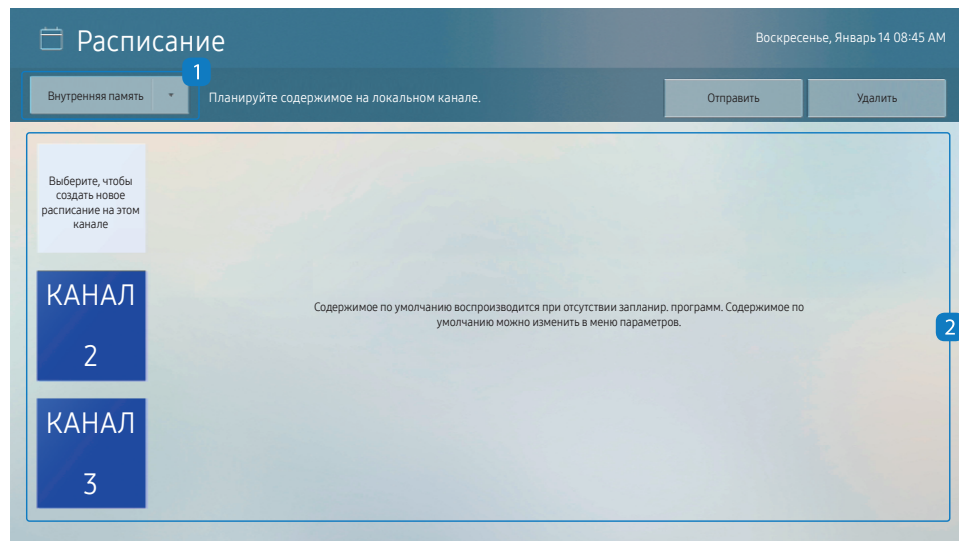 Расписание
Воскресенье, Январь 14 08:45 AM
1
Внутренняя память
Планируйте содержимое на локальном канале.
Отправить
Удалить
Выберите, чтобы
создать новое
расписание на этом
канале
КАНАЛ
2
КАНАЛ
3
Содержимое по умолчанию воспроизводится при отсутствии запланир. программ. Содержимое по
умолчанию можно изменить в меню параметров.
2